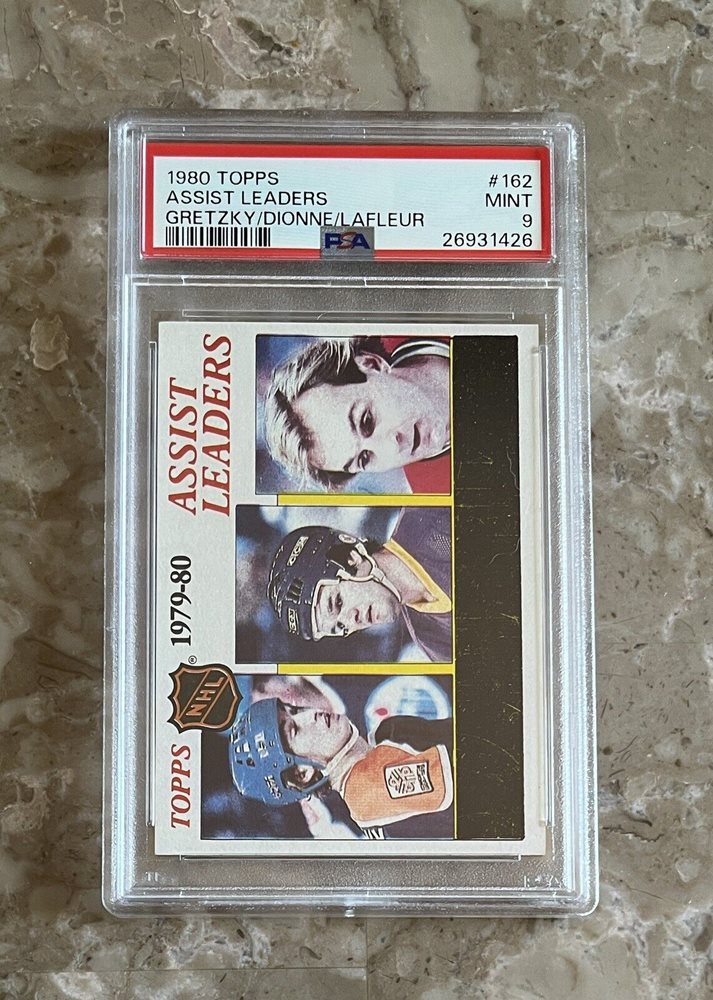 1980 TOPPS #162
ASSIST LEADERS MINT
GRETZKY/DIONNE/LAFLEUR 9
PSA 26931426
TOPPS NHL® 1979-80 ASSIST
LEADERS